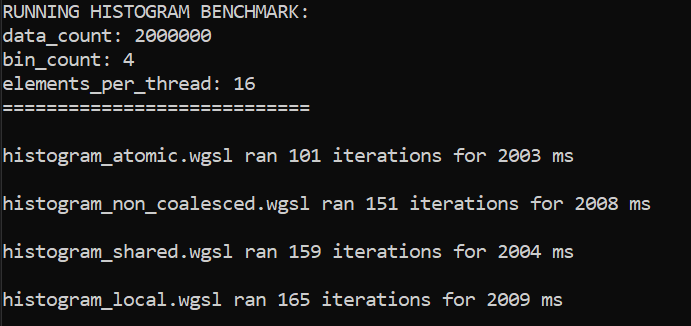 RUNNING HISTOGRAM BENCHMARK:
data_count: 2000000
bin_count: 4
elements_per_thread: 16
============================
histogram_atomic.wgsl ran 101 iterations for 2003 ms
histogram_non_coalesced.wgsl ran 151 iterations for 2008 ms
histogram_shared.wgsl ran 159 iterations for 2004 ms
histogram_local.wgsl ran 165 iterations for 2009 ms